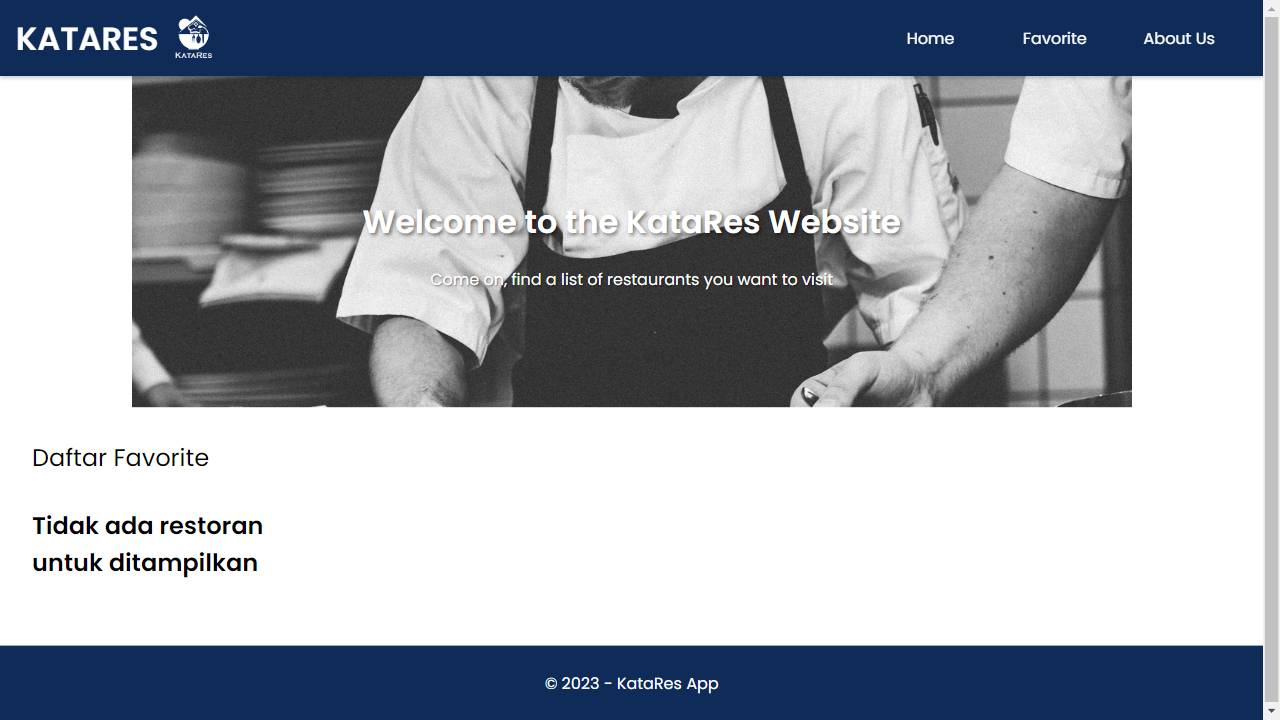 KATARES
KATARES
Home
Favorite
About Us
Welcome to the KataRes Website
Come on, find a list of restaurants you want to visit
Daftar Favorite
Tidak ada restoran
untuk ditampilkan
© 2023 - KataRes App